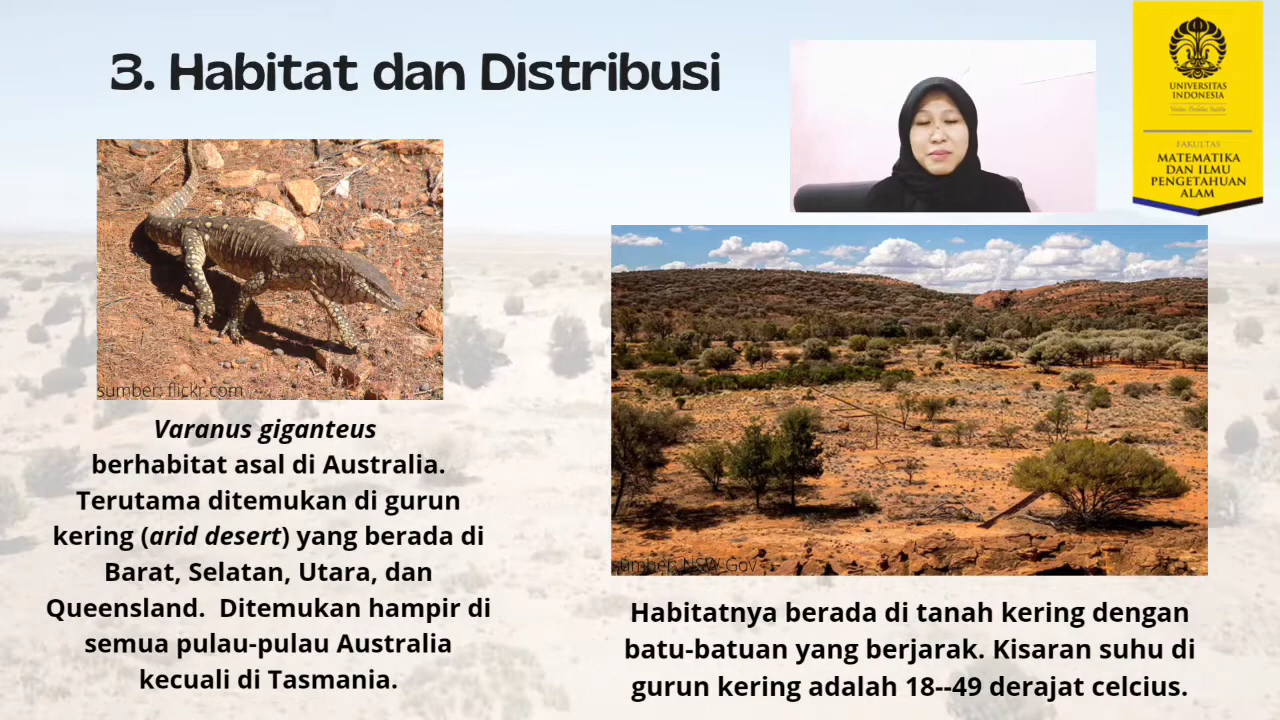 3. Habitat dan Distribusi
UNIVERSITAS
INDONESIA
Veritas, Probitas, Iustitia
FAKULTAS
MATEMATIKA
DAN ILMU
PENGETAHUAN
ALAM
sumber: flickr.com
Varanus giganteus
berhabitat asal di Australia.
Terutama ditemukan di gurun
kering (arid desert) yang berada di
Barat, Selatan, Utara, dan
Queensland.  Ditemukan hampir di
semua pulau-pulau Australia
kecuali di Tasmania.
sumber: NSW Gov
Habitatnya berada di tanah kering dengan
batu-batuan yang berjarak. Kisaran suhu di
gurun kering adalah 18--49 derajat celcius.